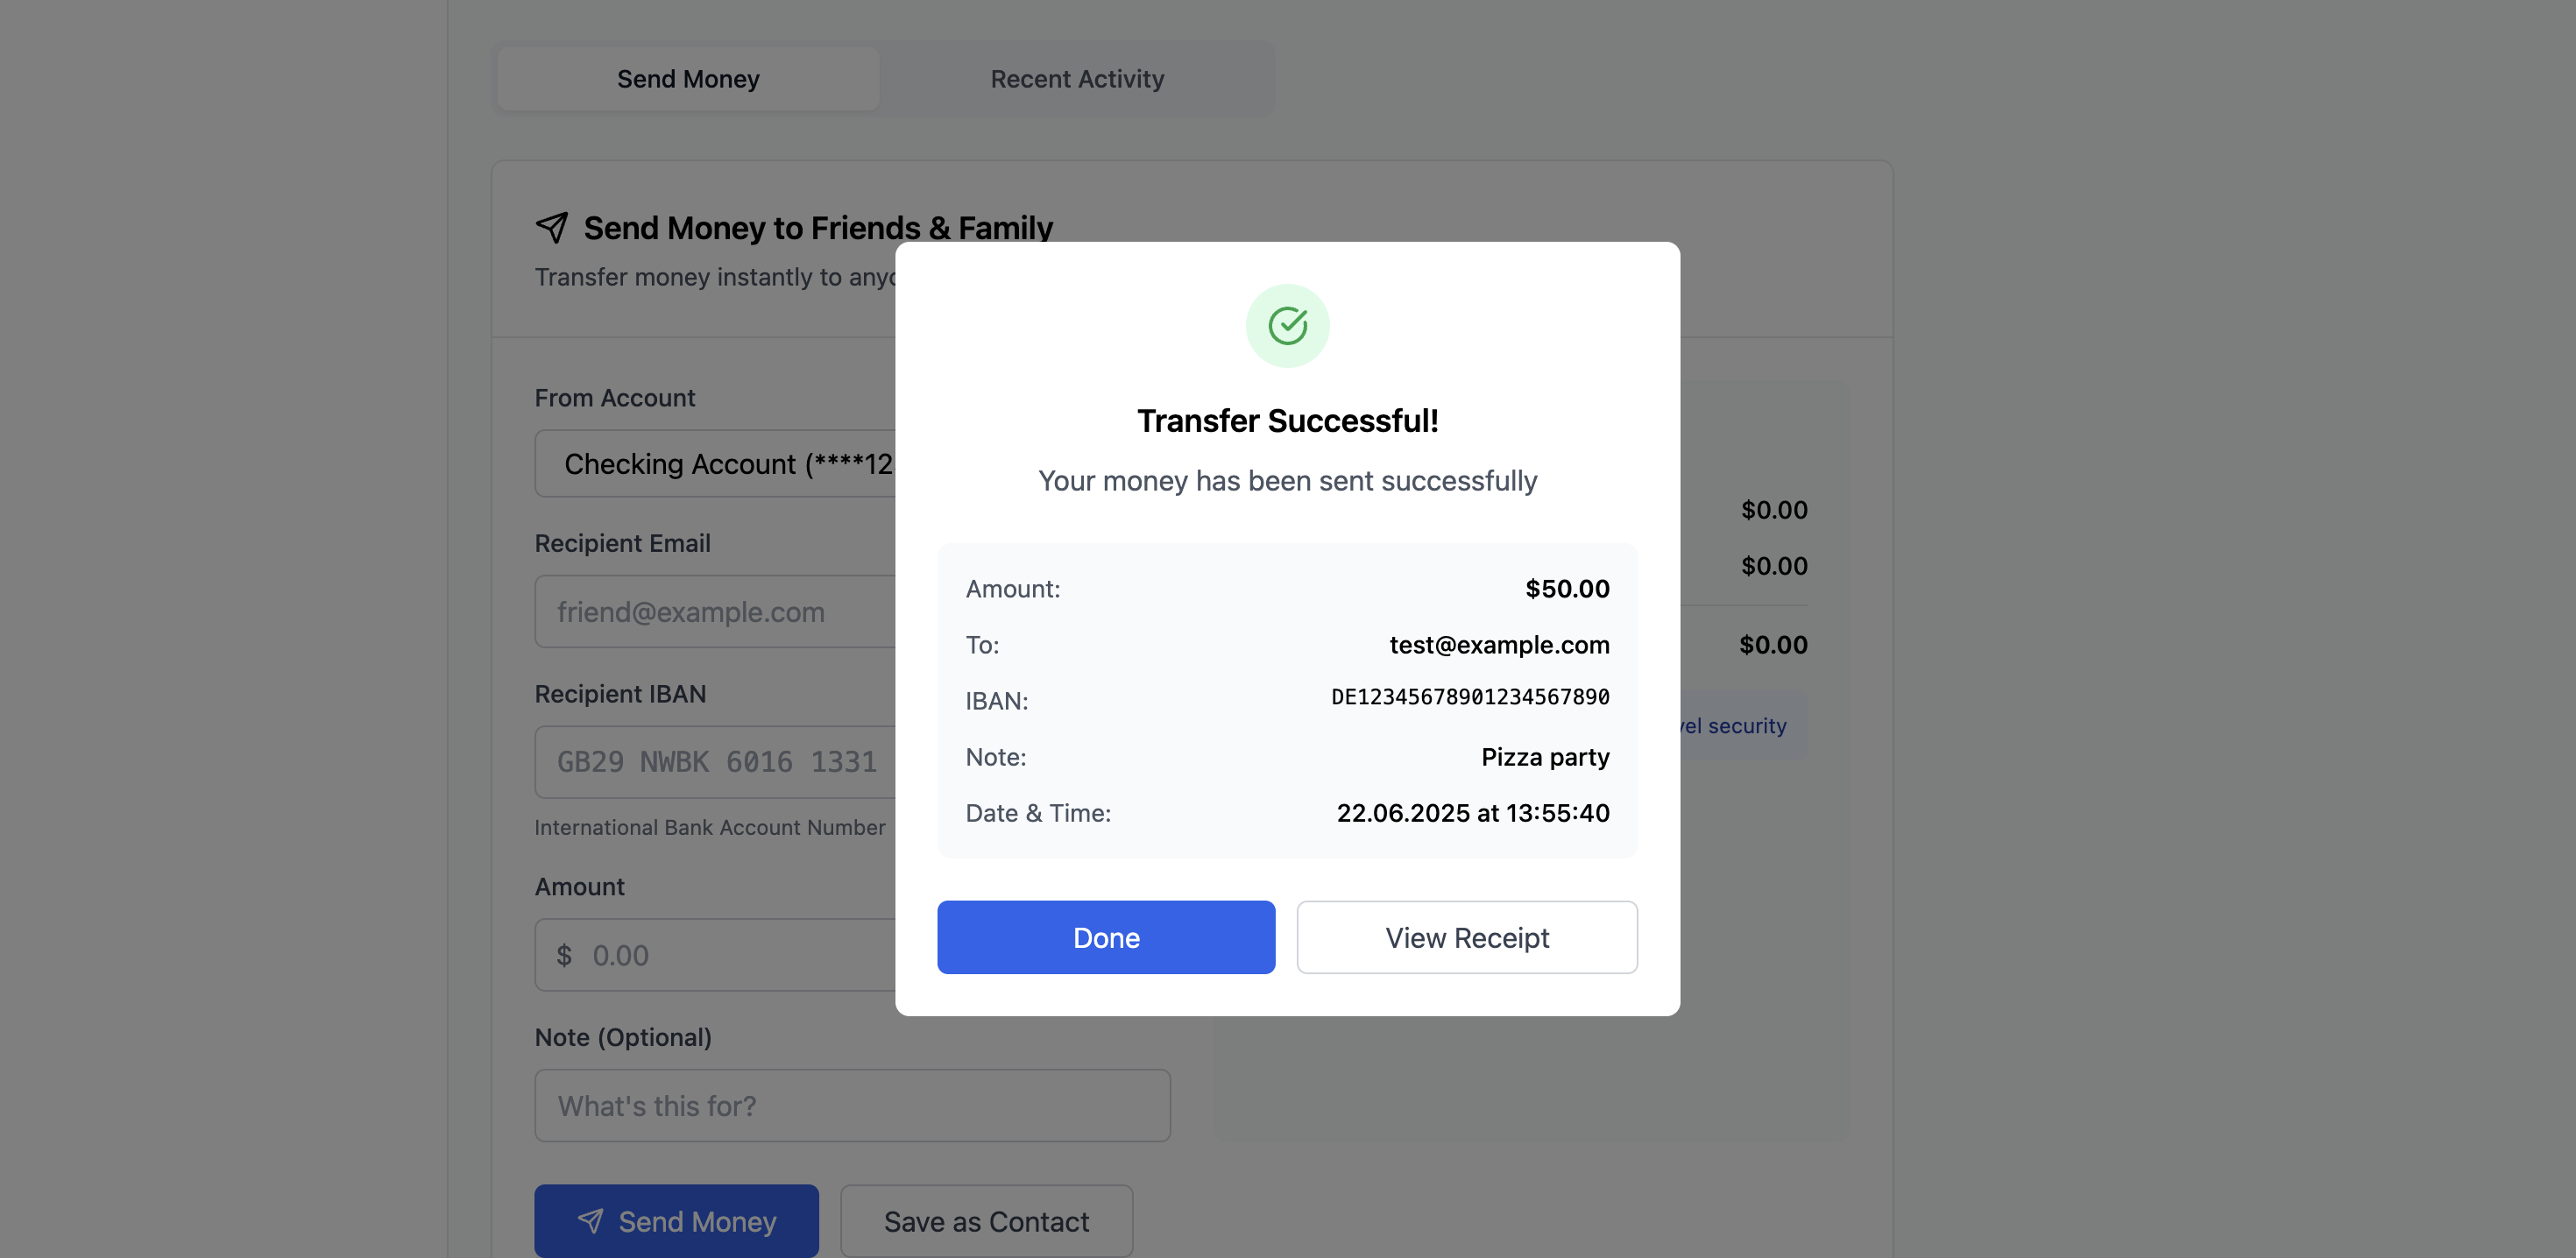 Send Money
Recent Activity
Send Money to Friends & Family
Transfer money instantly to
From Account
Checking Account (****12
$0.00
Recipient Email
$0.00
friend@example.com
$0.00
Recipient IBAN
GB29 NWBK 6016 1331
security
International Bank Account Number
Amount
$ 0.00
Note (Optional)
What's this for?
Send Money
Save as Contact
Transfer Successful!
Your money has been sent successfully
Amount: $50.00
To: test@example.com
IBAN: DE12345678901234567890
Note: Pizza party
Date & Time: 22.06.2025 at 13:55:40
Done
View Receipt